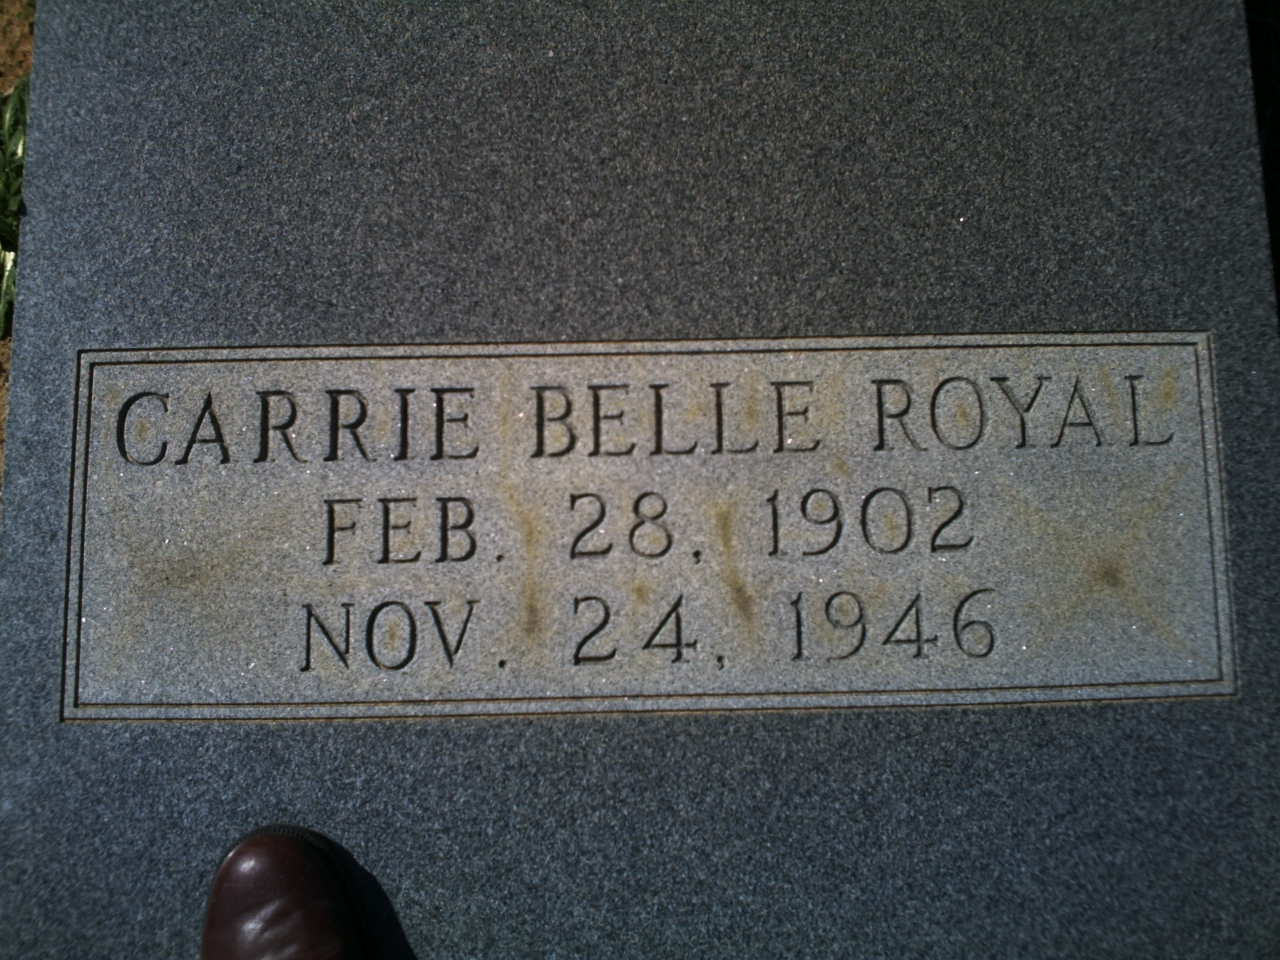 CARRIE BELLE ROYAL
FEB. 28, 1902
NOV. 24, 1946